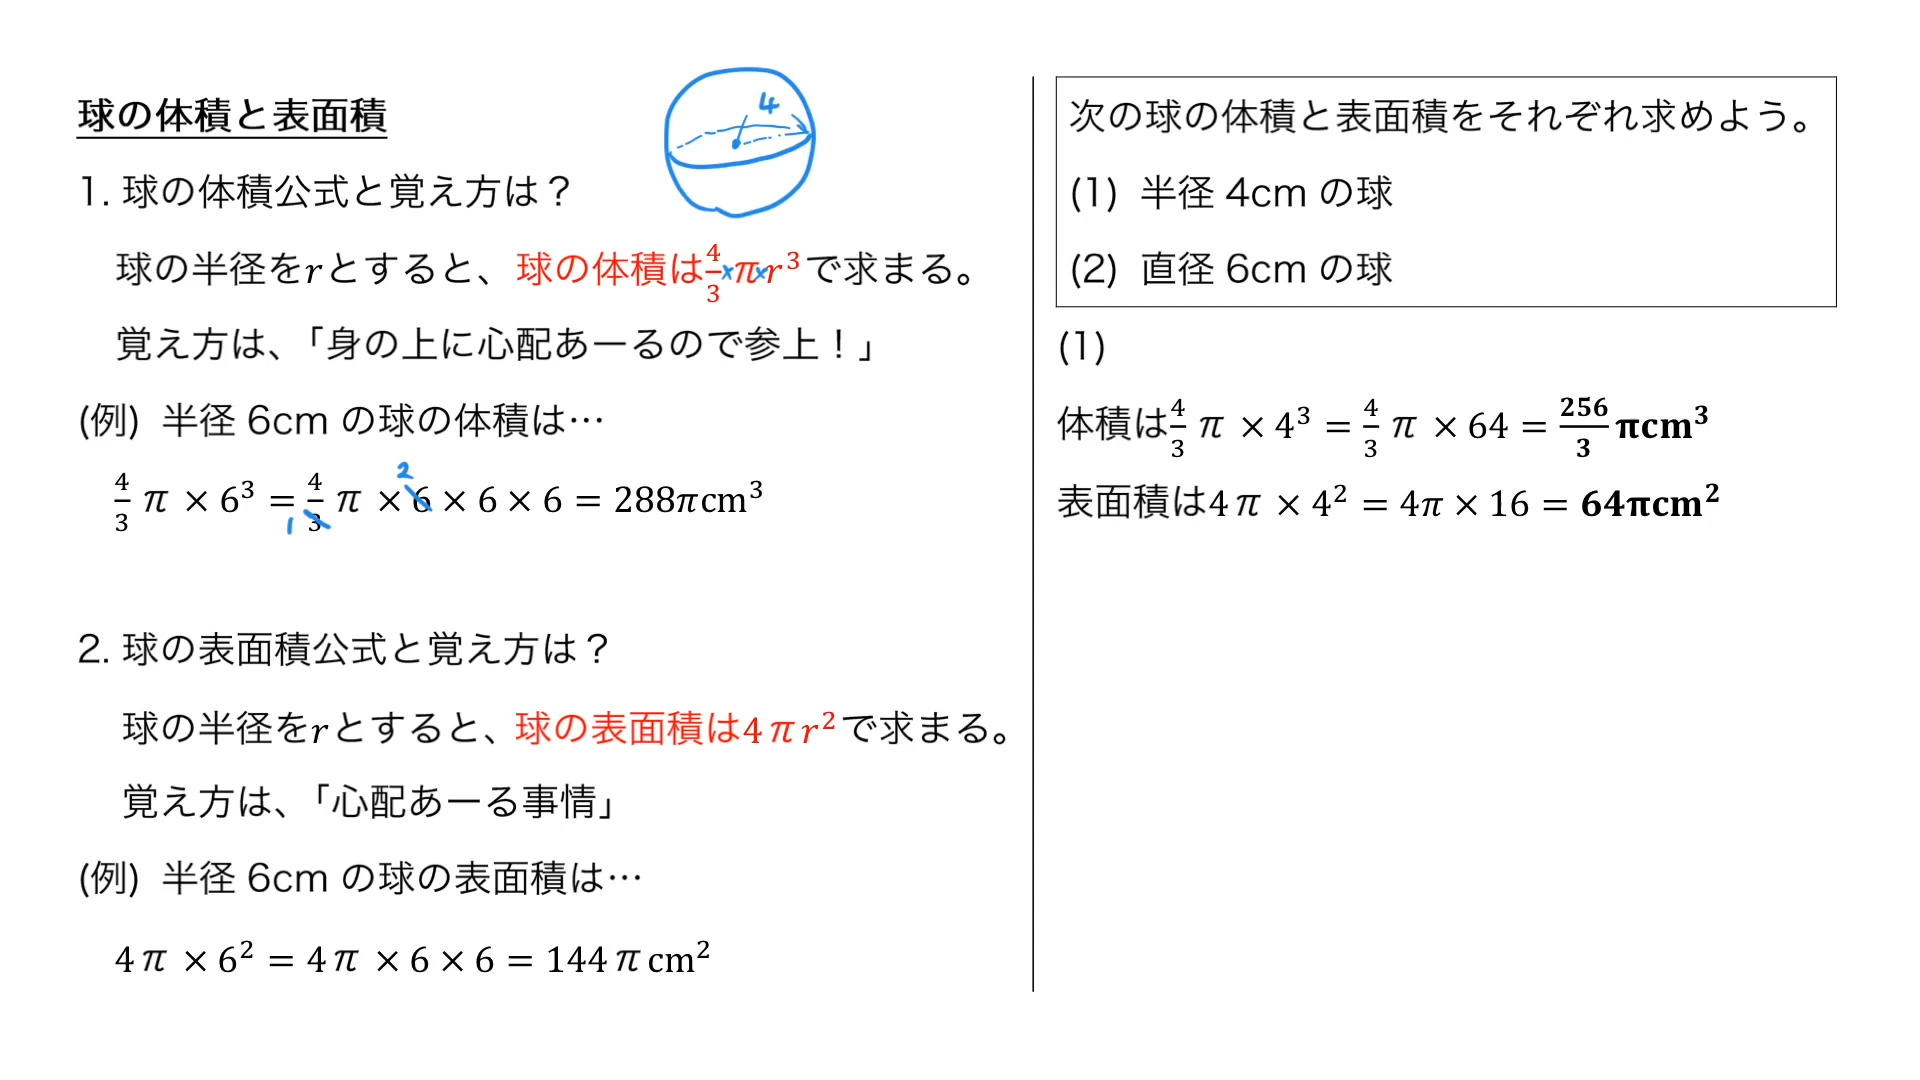 球の体積と表面積
4
1. 球の体積公式と覚え方は？
球の半径をrとすると、球の体積は4/3×π×r³で求まる。
覚え方は、「身の上に心配あーるので参上！」
(例) 半径 6cm の球の体積は…
2
4/3 π × 6³ = 4/3 π × 6 × 6 × 6 = 288πcm³
1
2. 球の表面積公式と覚え方は？
球の半径をrとすると、球の表面積は4πr²で求まる。
覚え方は、「心配あーる事情」
(例) 半径 6cm の球の表面積は…
4π × 6² = 4π × 6 × 6 = 144πcm²
次の球の体積と表面積をそれぞれ求めよう。
(1) 半径 4cm の球
(2) 直径 6cm の球
(1)
体積は4/3 π × 4³ = 4/3 π × 64 = 256/3 πcm³
表面積は4π × 4² = 4π × 16 = 64πcm²